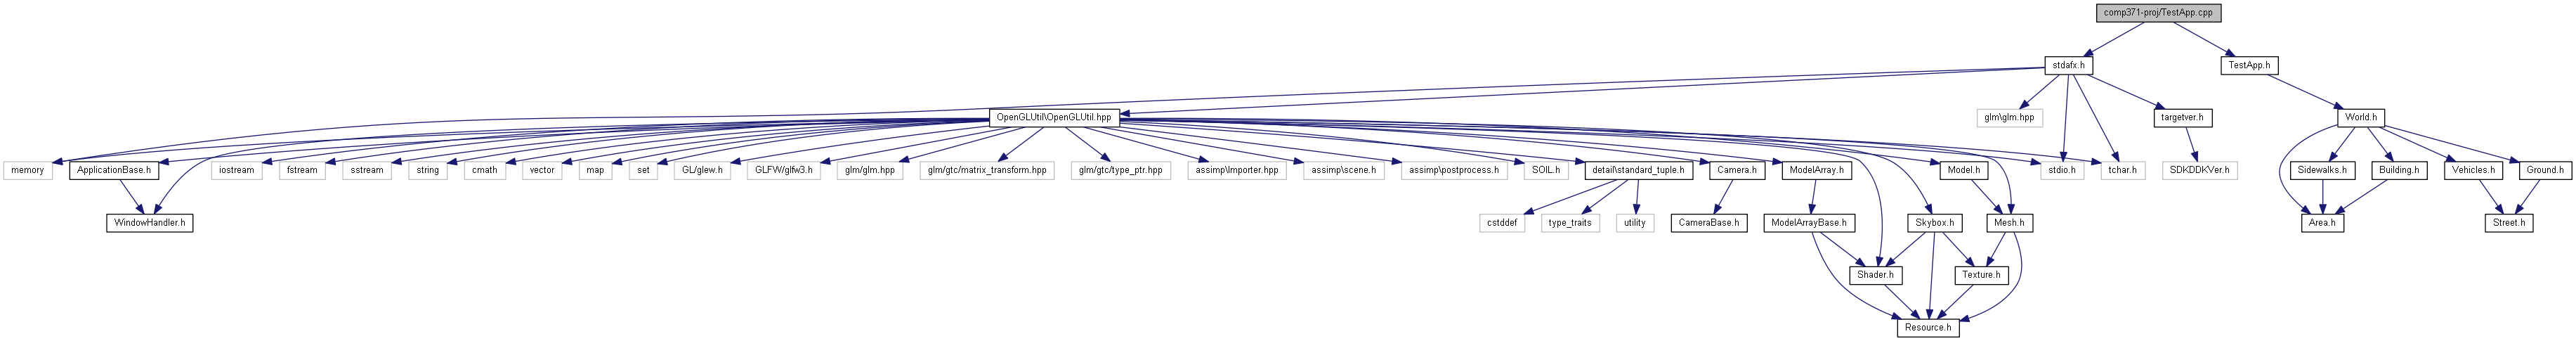 comp371-proj/TestApp.cpp
stdafx.h
TestApp.h
OpenGLUtil\OpenGLUtil.hpp
glm\glm.hpp
targetver.h
World.h
memory
ApplicationBase.h
iostream
fstream
sstream
string
cmath
vector
map
set
GL/glew.h
GLFW/glfw3.h
glm/glm.hpp
glm/gtc/matrix_transform.hpp
glm/gtc/type_ptr.hpp
assimp\Importer.hpp
assimp\scene.h
assimp\postprocess.h
SOIL.h
detail\standard_tuple.h
Camera.h
ModelArray.h
Model.h
stdio.h
tchar.h
SDKDDKVer.h
Sidewalks.h
Building.h
Vehicles.h
Ground.h
WindowHandler.h
cstddef
type_traits
utility
CameraBase.h
ModelArrayBase.h
Skybox.h
Mesh.h
Area.h
Street.h
Shader.h
Texture.h
Resource.h